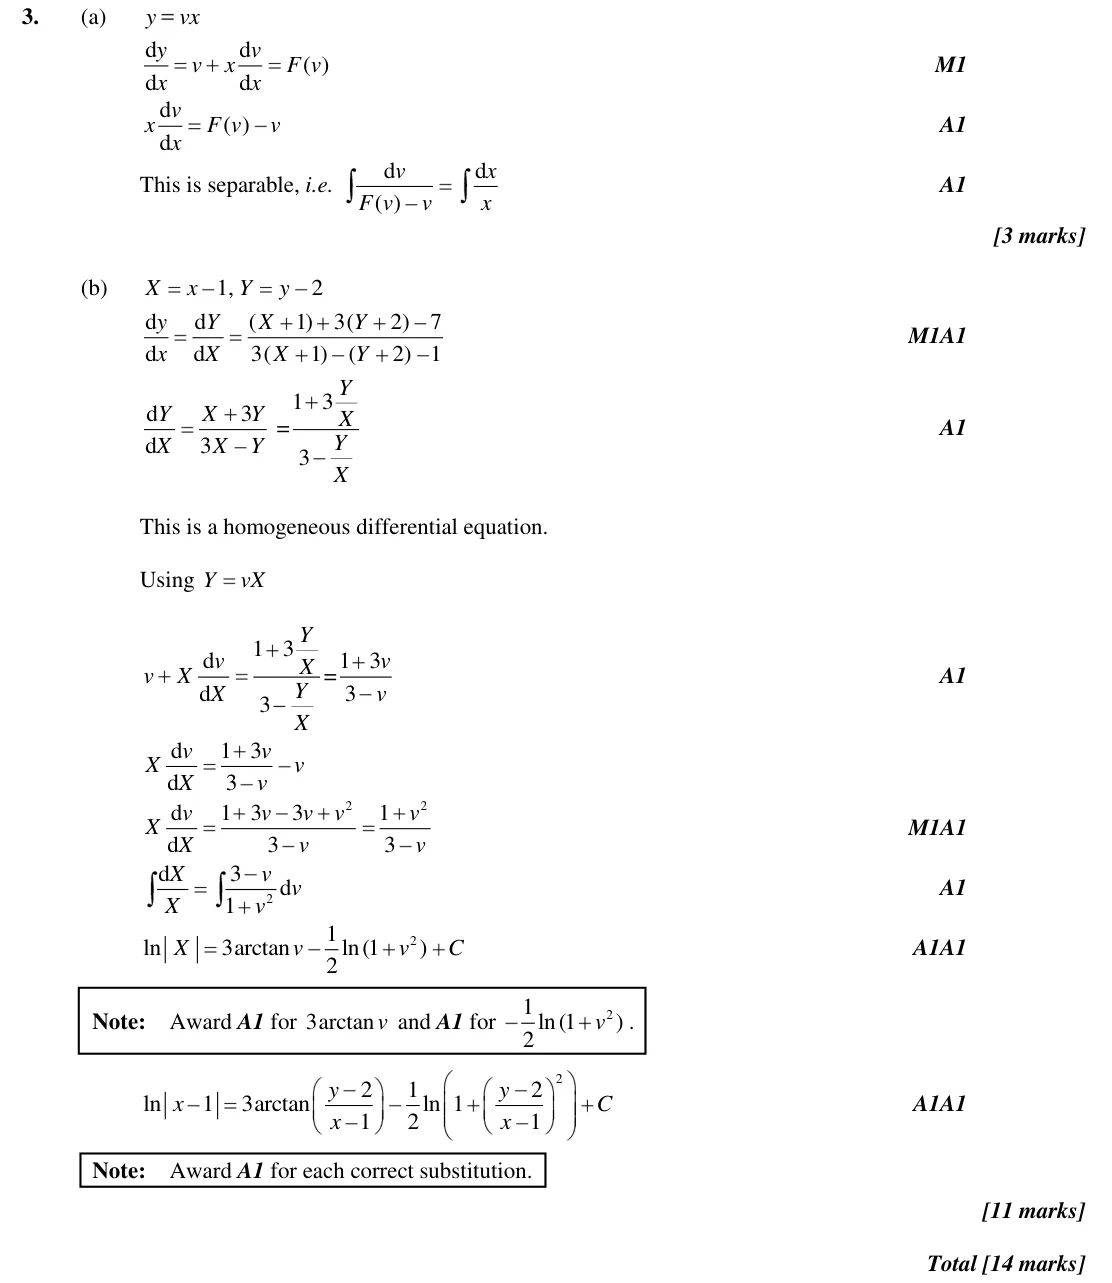 3. (a) y = vx
dy/dx = v + x dv/dx = F(v) M1
x dv/dx = F(v) − v A1
This is separable, i.e. ∫ dv/(F(v) − v) = ∫ dx/x A1
[3 marks]
(b) X = x − 1, Y = y − 2
dy/dx = dY/dX = ((X + 1) + 3(Y + 2) − 7)/(3(X + 1) − (Y + 2) − 1) M1A1
dY/dX = (X + 3Y)/(3X − Y) = (1 + 3 Y/X)/(3 − Y/X) A1
This is a homogeneous differential equation.
Using Y = vX
v + X dv/dX = (1 + 3 Y/X)/(3 − Y/X) = (1 + 3v)/(3 − v) A1
X dv/dX = (1 + 3v)/(3 − v) − v
X dv/dX = (1 + 3v − 3v + v²)/(3 − v) = (1 + v²)/(3 − v) M1A1
∫ dX/X = ∫ (3 − v)/(1 + v²) dv A1
ln|X| = 3arctan v − 1/2 ln(1 + v²) + C A1A1
Note: Award A1 for 3arctan v and A1 for − 1/2 ln(1 + v²).
ln|x − 1| = 3arctan((y − 2)/(x − 1)) − 1/2 ln(1 + ((y − 2)/(x − 1))²) + C A1A1
Note: Award A1 for each correct substitution.
[11 marks]
Total [14 marks]